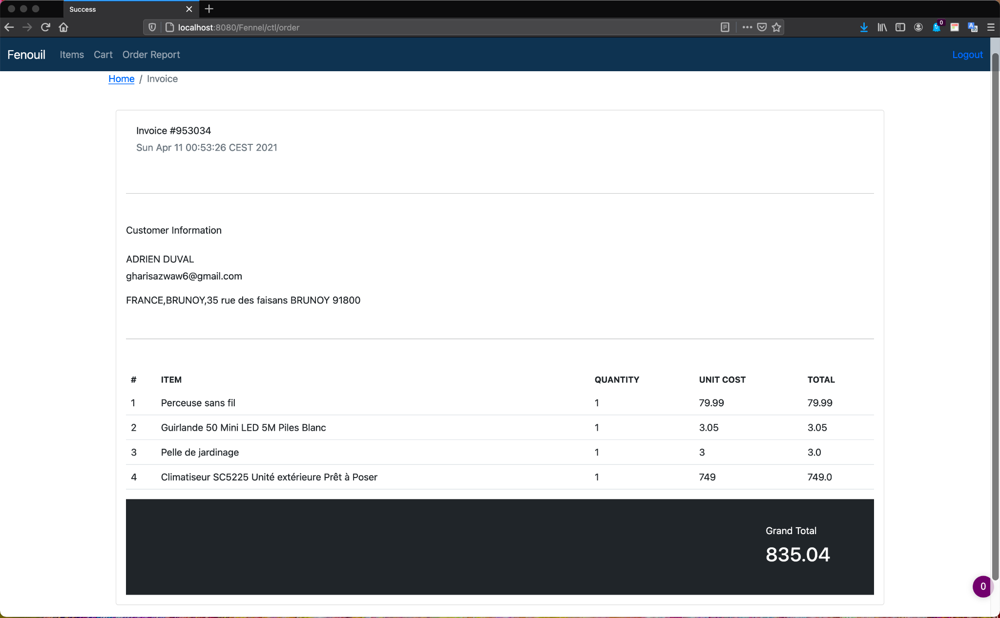 Success
localhost:8080/Fennel/ctl/order
0
Fenouil Items Cart Order Report Logout
Home / Invoice
Invoice #953034
Sun Apr 11 00:53:26 CEST 2021
Customer Information
ADRIEN DUVAL
gharisazwaw6@gmail.com
FRANCE,BRUNOY,35 rue des faisans BRUNOY 91800
# ITEM QUANTITY UNIT COST TOTAL
1 Perceuse sans fil 1 79.99 79.99
2 Guirlande 50 Mini LED 5M Piles Blanc 1 3.05 3.05
3 Pelle de jardinage 1 3 3.0
4 Climatiseur SC5225 Unité extérieure Prêt à Poser 1 749 749.0
Grand Total
835.04
0